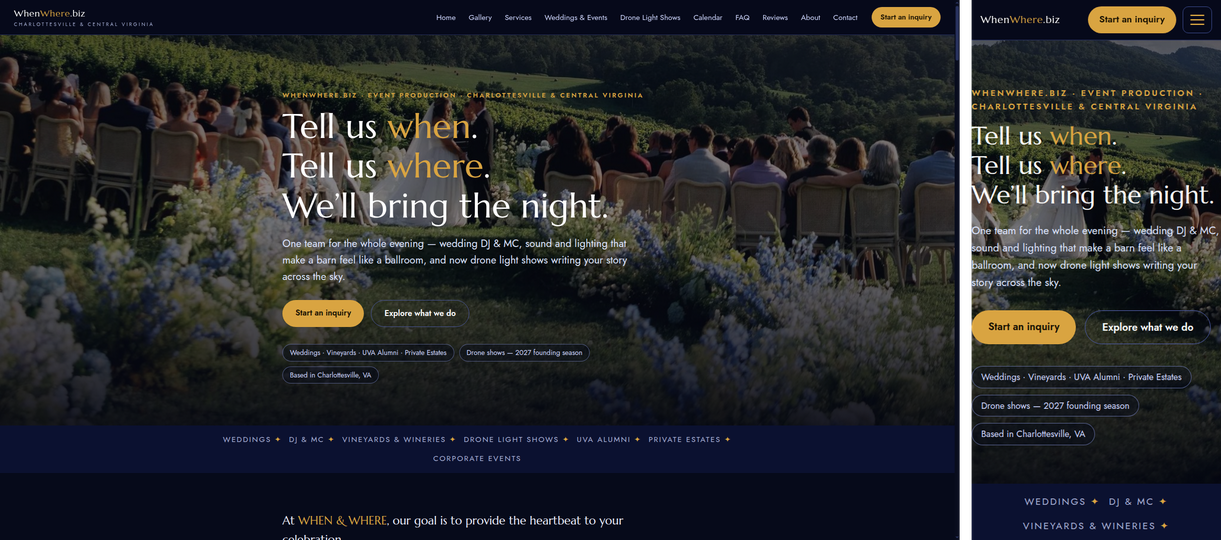 WhenWhere.biz
CHARLOTTESVILLE & CENTRAL VIRGINIA
Home Gallery Services Weddings & Events Drone Light Shows Calendar FAQ Reviews About Contact Start an inquiry
WHENWHERE.BIZ · EVENT PRODUCTION · CHARLOTTESVILLE & CENTRAL VIRGINIA
Tell us when.
Tell us where.
We'll bring the night.
One team for the whole evening — wedding DJ & MC, sound and lighting that
make a barn feel like a ballroom, and now drone light shows writing your story
across the sky.
Start an inquiry Explore what we do
Weddings · Vineyards · UVA Alumni · Private Estates Drone shows — 2027 founding season
Based in Charlottesville, VA
WEDDINGS ✦ DJ & MC ✦ VINEYARDS & WINERIES ✦ DRONE LIGHT SHOWS ✦ UVA ALUMNI ✦ PRIVATE ESTATES ✦
CORPORATE EVENTS
At WHEN & WHERE, our goal is to provide the heartbeat to your
celebration
WhenWhere.biz Start an inquiry
WHENWHERE.BIZ · EVENT PRODUCTION ·
CHARLOTTESVILLE & CENTRAL VIRGINIA
Tell us when.
Tell us where.
We'll bring the night.
One team for the whole evening — wedding DJ & MC,
sound and lighting that make a barn feel like a
ballroom, and now drone light shows writing your
story across the sky.
Start an inquiry Explore what we do
Weddings · Vineyards · UVA Alumni · Private Estates
Drone shows — 2027 founding season
Based in Charlottesville, VA
WEDDINGS ✦ DJ & MC ✦
VINEYARDS & WINERIES ✦